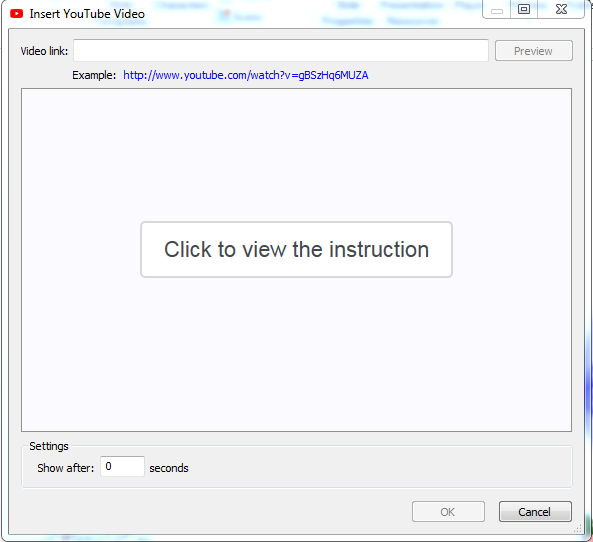 Insert YouTube Video
Video link:
Preview
Example: http://www.youtube.com/watch?v=gBSzHq6MUZA
Click to view the instruction
Settings
Show after: 0 seconds
OK
Cancel